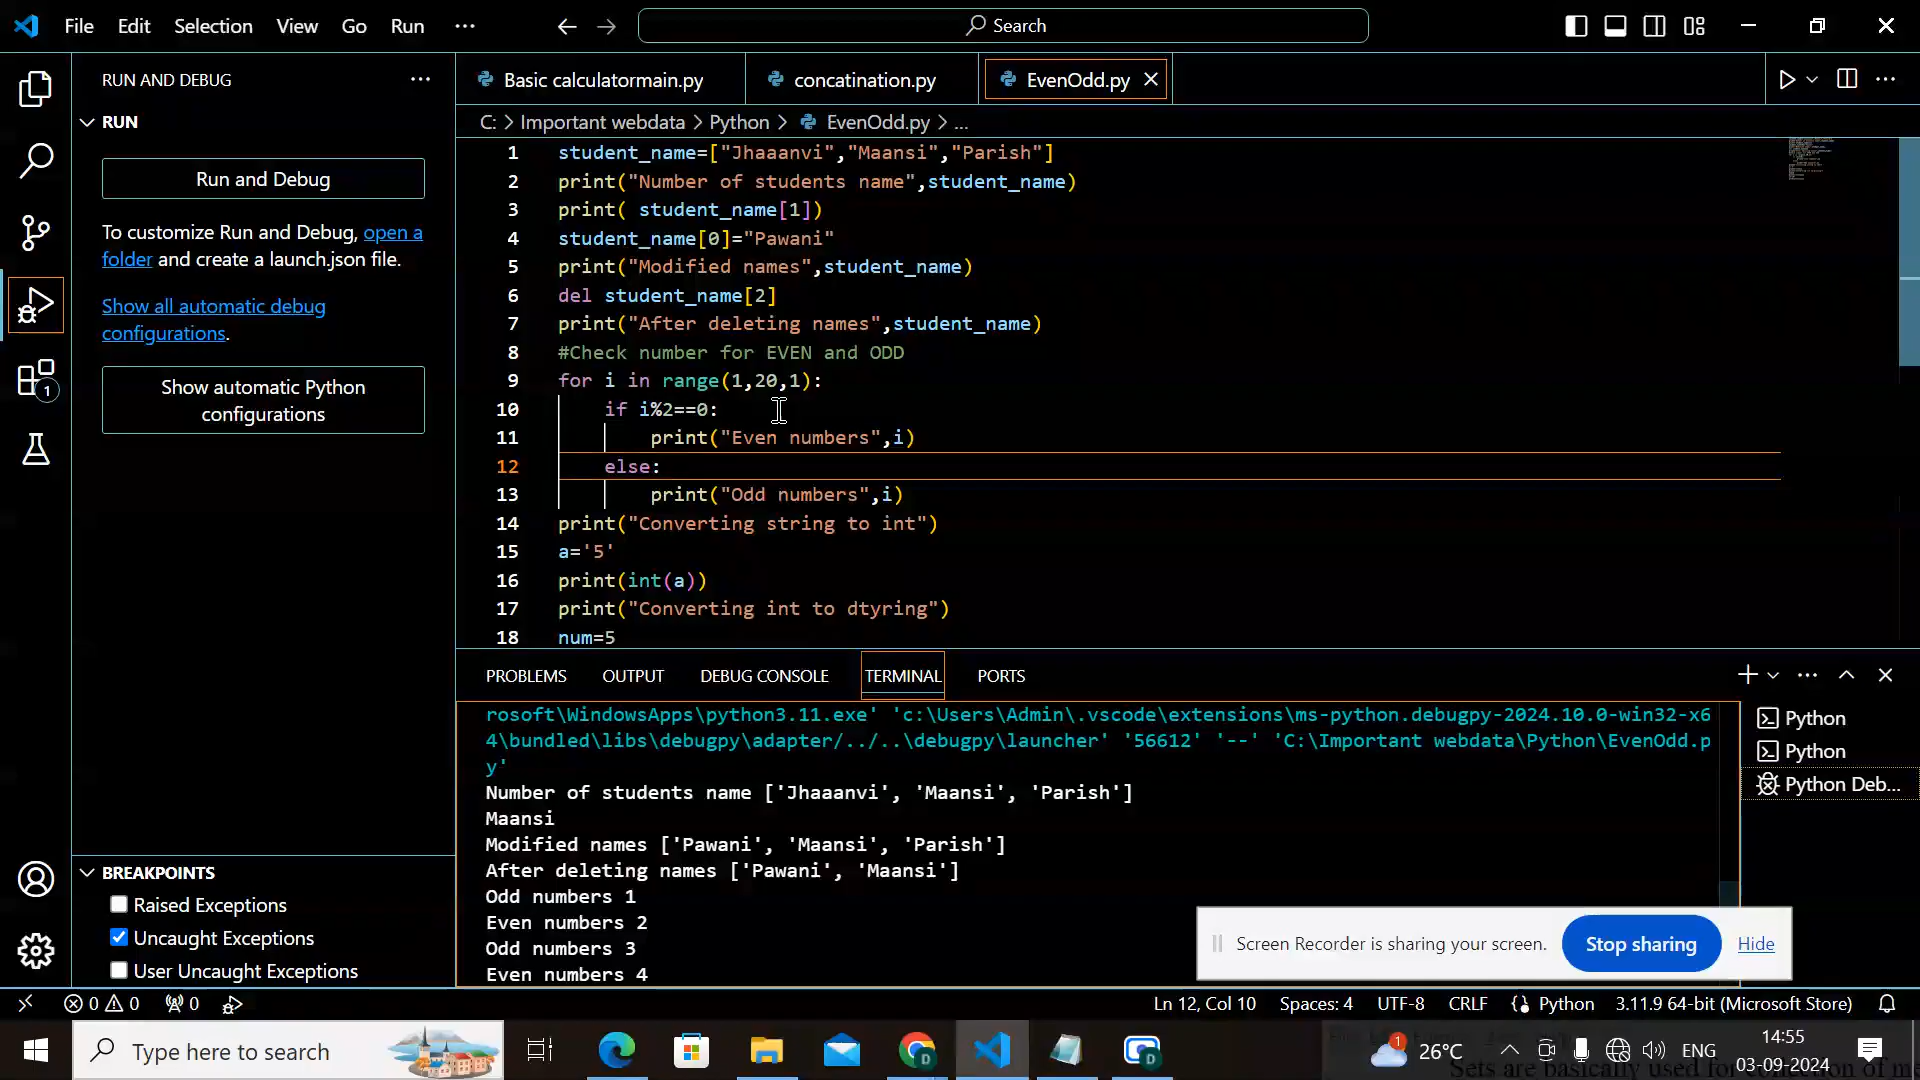 File Edit Selection View Go Run ··· Search
RUN AND DEBUG ···
RUN
Run and Debug
To customize Run and Debug, open a
folder and create a launch.json file.
Show all automatic debug
configurations.
Show automatic Python
configurations
1
BREAKPOINTS
Raised Exceptions
Uncaught Exceptions
User Uncaught Exceptions
Basic calculatormain.py concatination.py EvenOdd.py
C: > Important webdata > Python > EvenOdd.py > ...
1 student_name=["Jhaaanvi","Maansi","Parish"]
2 print("Number of students name",student_name)
3 print( student_name[1])
4 student_name[0]="Pawani"
5 print("Modified names",student_name)
6 del student_name[2]
7 print("After deleting names",student_name)
8 #Check number for EVEN and ODD
9 for i in range(1,20,1):
10 if i%2==0:
11 print("Even numbers",i)
12 else:
13 print("Odd numbers",i)
14 print("Converting string to int")
15 a='5'
16 print(int(a))
17 print("Converting int to dtyring")
18 num=5
PROBLEMS OUTPUT DEBUG CONSOLE TERMINAL PORTS
rosoft\WindowsApps\python3.11.exe' 'c:\Users\Admin\.vscode\extensions\ms-python.debugpy-2024.10.0-win32-x6
4\bundled\libs\debugpy\adapter/../..\debugpy\launcher' '56612' '--' 'C:\Important webdata\Python\EvenOdd.p
y'
Number of students name ['Jhaaanvi', 'Maansi', 'Parish']
Maansi
Modified names ['Pawani', 'Maansi', 'Parish']
After deleting names ['Pawani', 'Maansi']
Odd numbers 1
Even numbers 2
Odd numbers 3
Even numbers 4
Python
Python
Python Deb...
Screen Recorder is sharing your screen. Stop sharing Hide
0 0 0 Ln 12, Col 10 Spaces: 4 UTF-8 CRLF Python 3.11.9 64-bit (Microsoft Store)
Type here to search 1 26°C ENG 14:55
03-09-2024
Sets are basically used for collection of